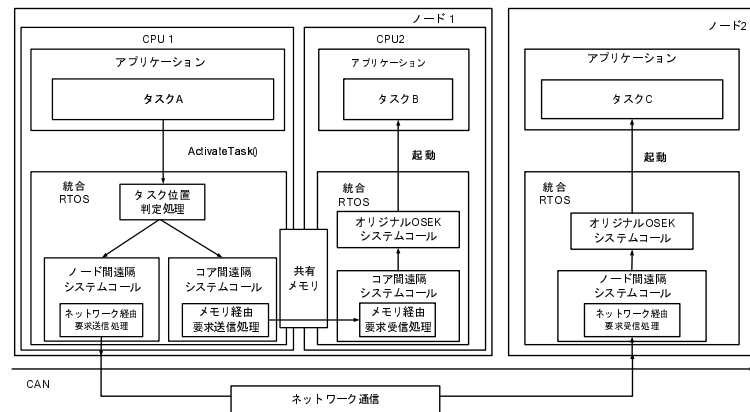 ノード 1
ノード2
CPU 1
CPU2
アプリケーション
アプリケーション
アプリケーション
タスクA
タスクB
タスクC
ActivateTask()
起動
起動
統合
RTOS
タスク位置
判定処理
統合
RTOS
オリジナルOSEK
システムコール
統合
RTOS
オリジナルOSEK
システムコール
ノード間遠隔
システムコール
ネットワーク経由
要求送信処理
コア間遠隔
システムコール
メモリ経由
要求送信処理
共有
メモリ
コア間遠隔
システムコール
メモリ経由
要求受信処理
ノード間遠隔
システムコール
ネットワーク経由
要求受信処理
CAN
ネットワーク通信